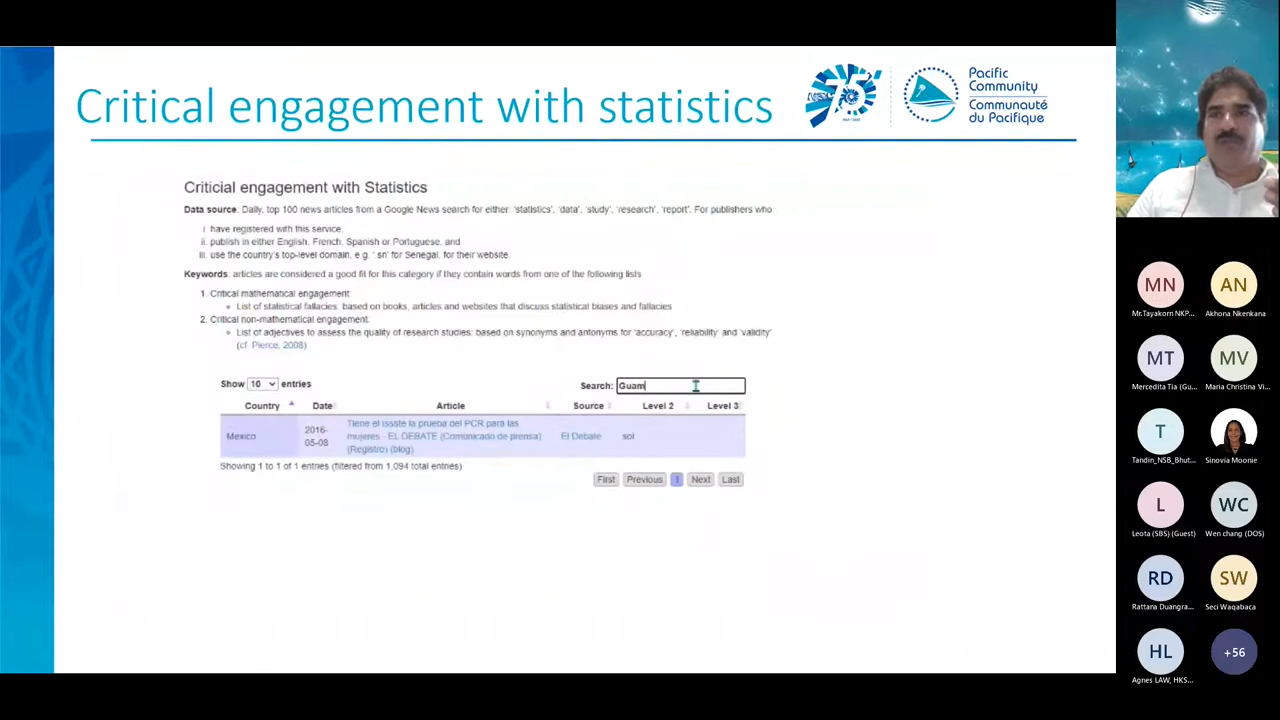 Critical engagement with statistics
75
Pacific
Community
Communauté
du Pacifique
Criticial engagement with Statistics
Data source: Daily, top 100 news articles from a Google News search for either: 'statistics', 'data', 'study', 'research', 'report'. For publishers who
i. have registered with this service,
ii. publish in either English, French, Spanish or Portuguese, and
iii. use the country's top-level domain, e.g. '.sn' for Senegal, for their website.
Keywords: articles are considered a good fit for this category if they contain words from one of the following lists
1. Critical mathematical engagement:
List of statistical fallacies: based on books, articles and websites that discuss statistical biases and fallacies
2. Critical non-mathematical engagement:
List of adjectives to assess the quality of research studies: based on synonyms and antonyms for 'accuracy', 'reliability' and 'validity'
(cf. Pierce, 2008)
Show 10 entries
Search: Guam
Country Date Article Source Level 2 Level 3
Mexico
2016-
05-08
Tiene el issste la prueba del PCR para las
mujeres - EL DEBATE (Comunicado de prensa)
(Registro) (blog)
El Debate
sol
Showing 1 to 1 of 1 entries (filtered from 1,094 total entries)
First Previous 1 Next Last
MN AN
Mr.Tayakorn NKP... Akhona Nkenkana
MT MV
Mercedita Tia (Gu... Maria Christina Vi...
T
Tandin_NSB_Bhut... Sinovia Moonie
L WC
Leota (SBS) (Guest) Wen chang (DOS)
RD SW
Rattana Duangra... Seci Waqabaca
HL +56
Agnes LAW, HKS...